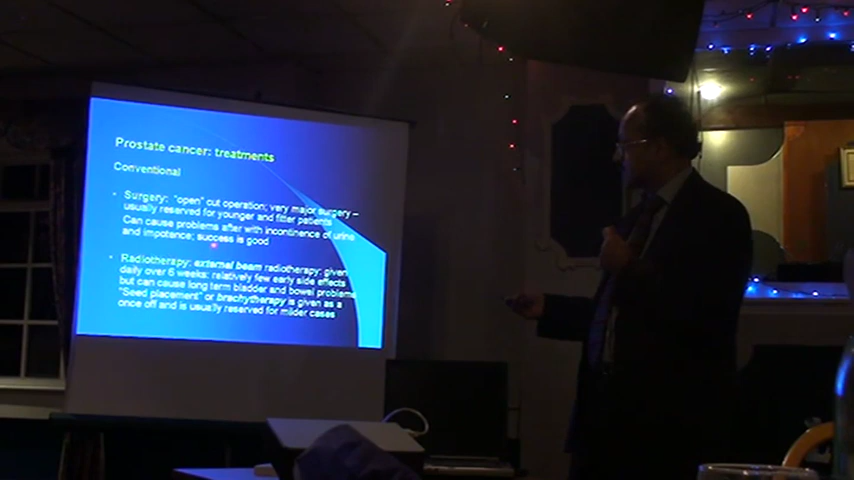 Prostate cancer: treatments
Conventional
• Surgery: "open" cut operation; very major surgery –
usually reserved for younger and fitter patients
Can cause problems after with incontinence of urine
and impotence; success is good
• Radiotherapy: external beam radiotherapy: given
daily over 6 weeks: relatively few early side effects
but can cause long term bladder and bowel problems
"Seed placement" or brachytherapy is given as a
once off and is usually reserved for milder cases